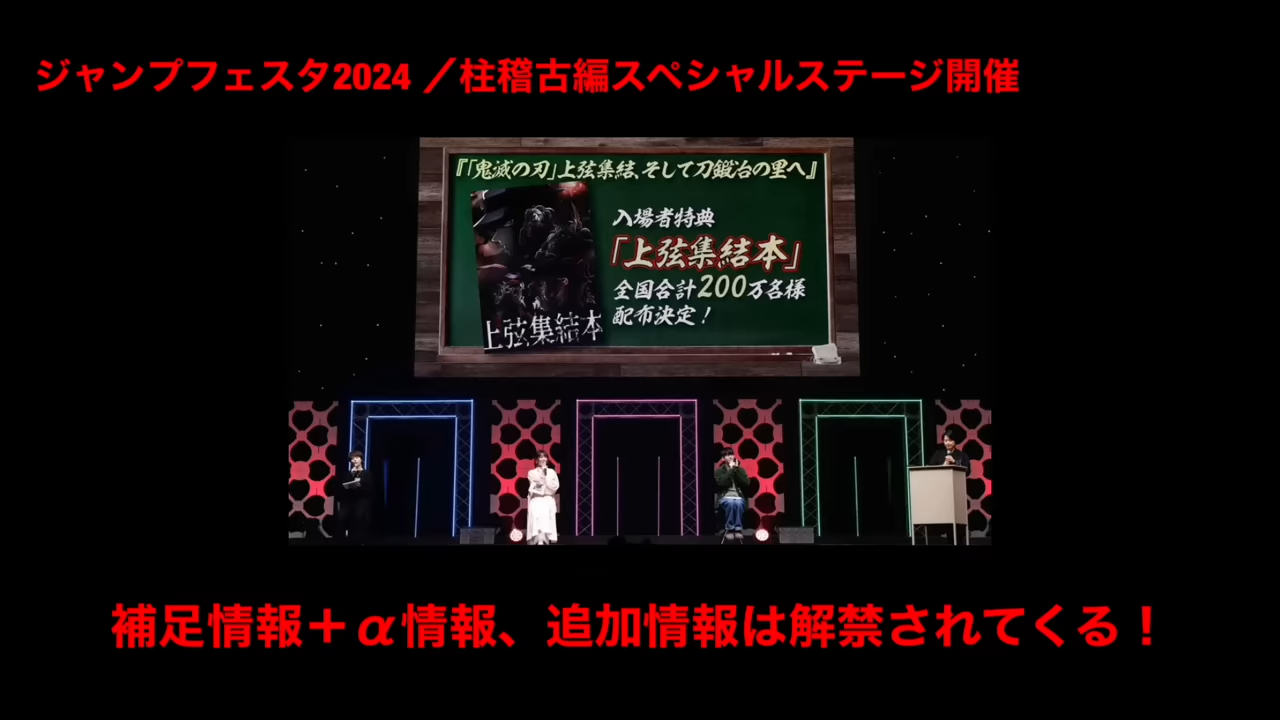 ジャンプフェスタ2024 ／柱稽古編スペシャルステージ開催
『「鬼滅の刃」上弦集結、そして刀鍛冶の里へ』
入場者特典
「上弦集結本」
全国合計200万名様
配布決定！
上弦集結本
補足情報＋α情報、追加情報は解禁されてくる！